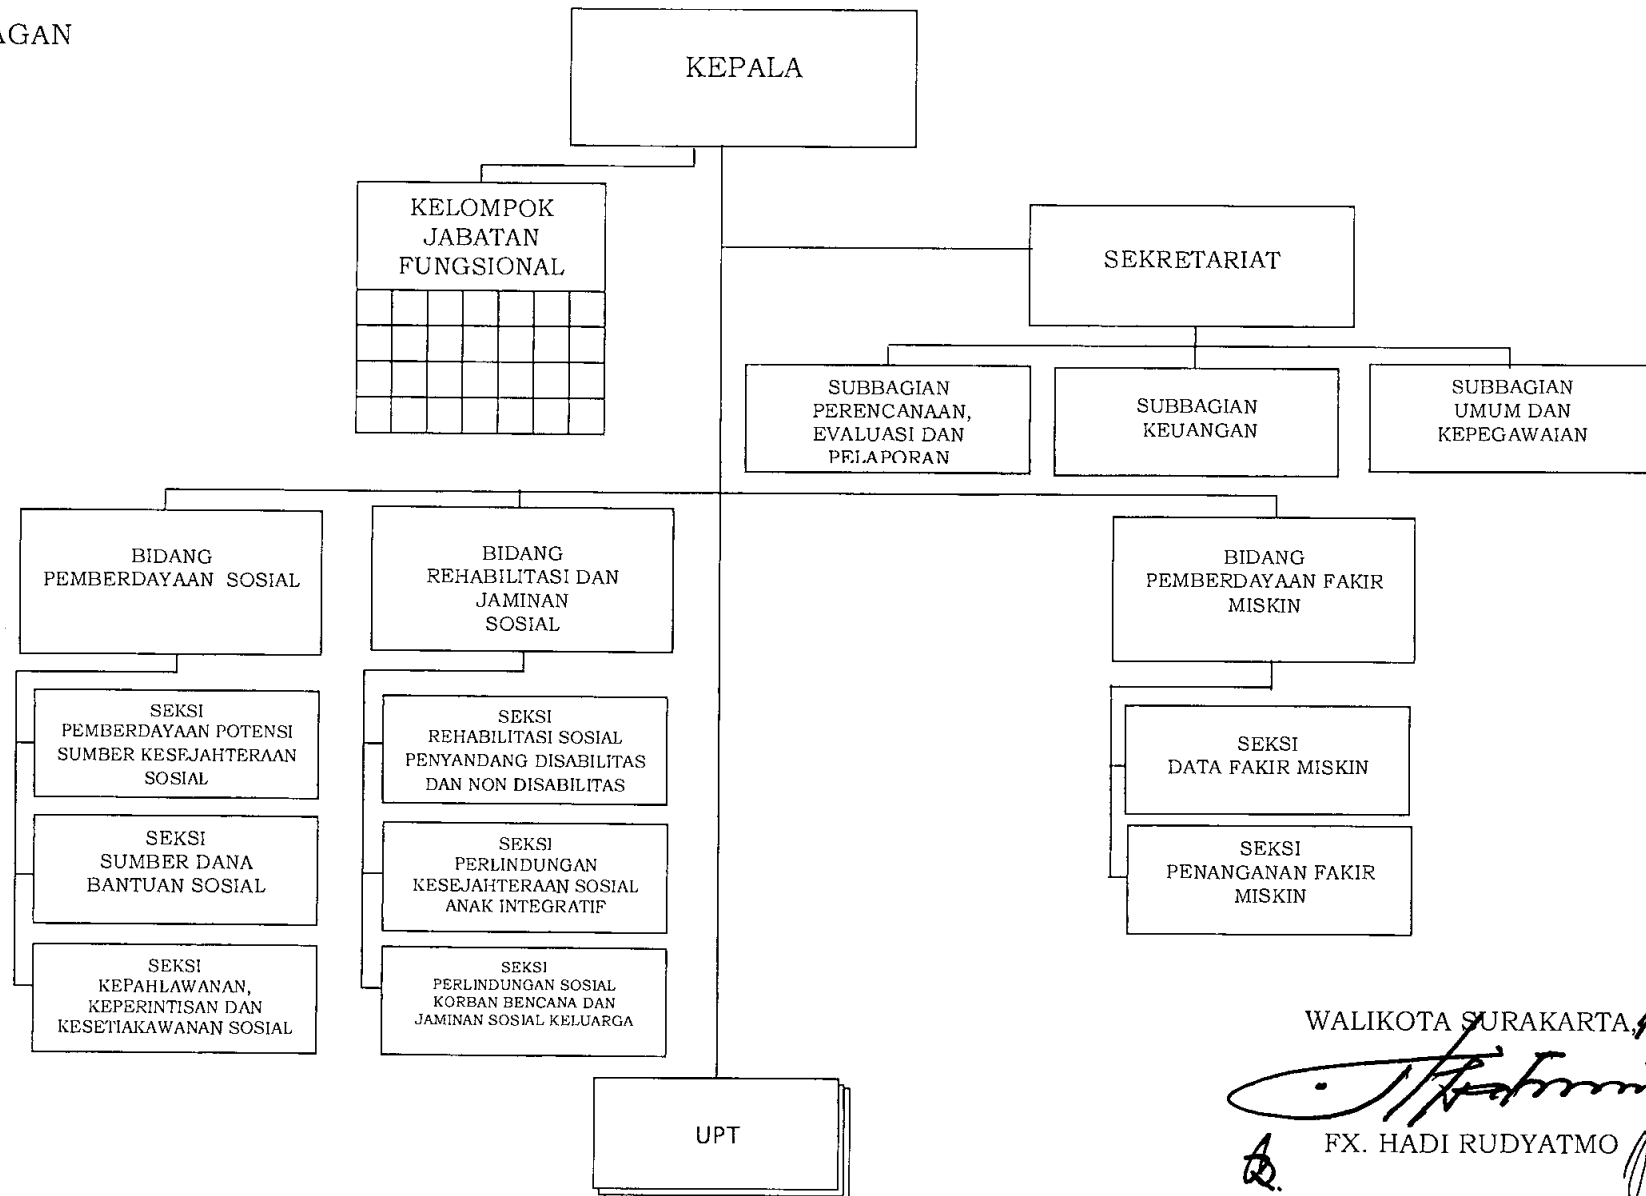 AGAN
KEPALA
KELOMPOK
JABATAN
FUNGSIONAL
SEKRETARIAT
SUBBAGIAN
PERENCANAAN,
EVALUASI DAN
PELAPORAN
SUBBAGIAN
KEUANGAN
SUBBAGIAN
UMUM DAN
KEPEGAWAIAN
BIDANG
PEMBERDAYAAN SOSIAL
BIDANG
REHABILITASI DAN
JAMINAN
SOSIAL
BIDANG
PEMBERDAYAAN FAKIR
MISKIN
SEKSI
PEMBERDAYAAN POTENSI
SUMBER KESEJAHTERAAN
SOSIAL
SEKSI
SUMBER DANA
BANTUAN SOSIAL
SEKSI
KEPAHLAWANAN,
KEPERINTISAN DAN
KESETIAKAWANAN SOSIAL
SEKSI
REHABILITASI SOSIAL
PENYANDANG DISABILITAS
DAN NON DISABILITAS
SEKSI
PERLINDUNGAN
KESEJAHTERAAN SOSIAL
ANAK INTEGRATIF
SEKSI
PERLINDUNGAN SOSIAL
KORBAN BENCANA DAN
JAMINAN SOSIAL KELUARGA
SEKSI
DATA FAKIR MISKIN
SEKSI
PENANGANAN FAKIR
MISKIN
UPT
WALIKOTA SURAKARTA,
FX. HADI RUDYATMO